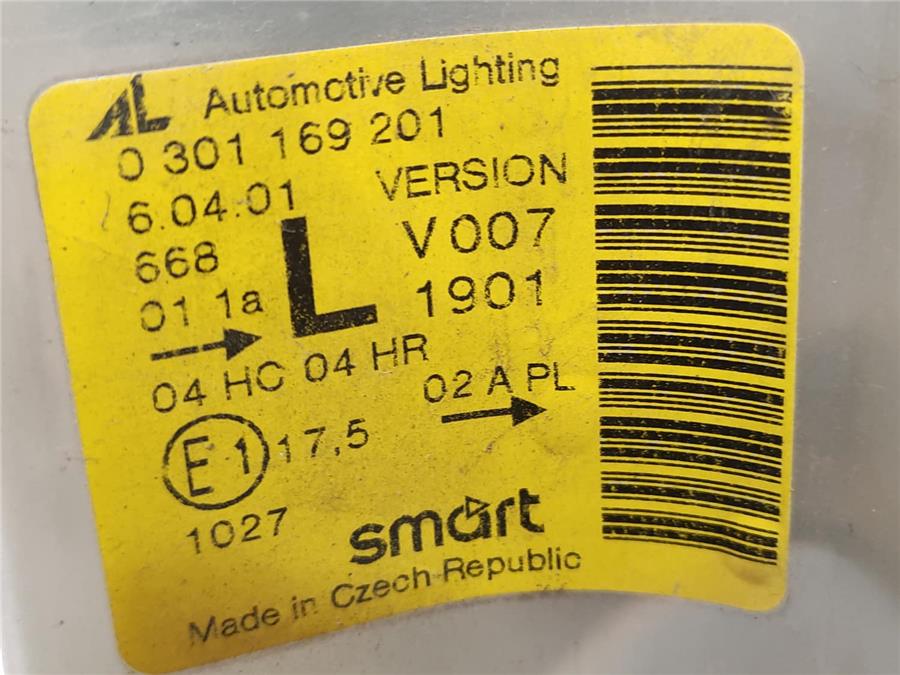 AL Automotive Lighting
0 301 169 201
6.04.01 VERSION
668 L V007
01 1a 1901
04 HC 04 HR 02 A PL
E1 17,5
1027 smart
Made in Czech Republic